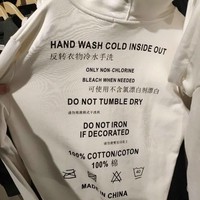 HAND WASH COLD INSIDE OUT
反转衣物冷水手洗
ONLY NON-CHLORINE
BLEACH WHEN NEEDED
可使用不含氯漂白剂漂白
DO NOT TUMBLE DRY
DO NOT IRON
IF DECORATED
100% COTTON/COTON
100% 棉
MADE IN CHINA